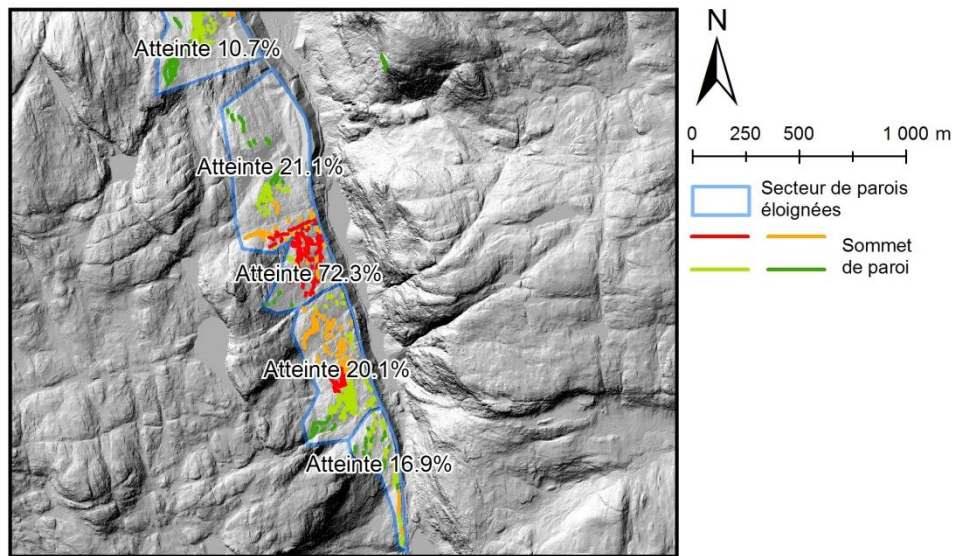 Atteinte 10.7%
Atteinte 21.1%
Atteinte 72.3%
Atteinte 20.1%
Atteinte 16.9%
N
0 250 500 1 000 m
Secteur de parois
éloignées
Sommet
de paroi